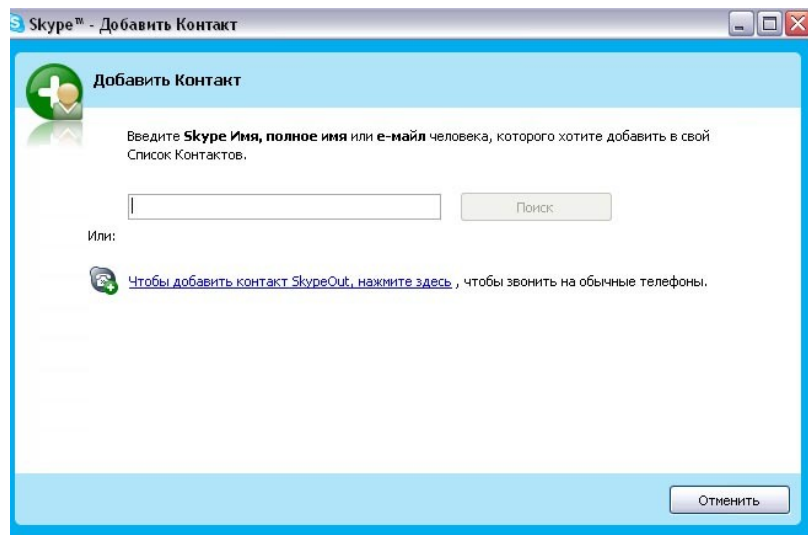 Skype™ - Добавить Контакт
Добавить Контакт
Введите Skype Имя, полное имя или е-майл человека, которого хотите добавить в свой
Список Контактов.
Поиск
Или:
Чтобы добавить контакт SkypeOut, нажмите здесь , чтобы звонить на обычные телефоны.
Отменить